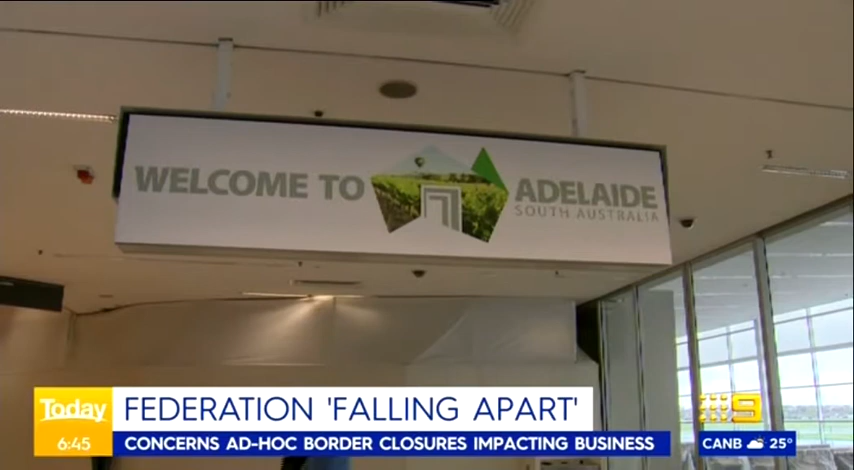 WELCOME TO
ADELAIDE
SOUTH AUSTRALIA
Today
6:45
FEDERATION 'FALLING APART'
CONCERNS AD-HOC BORDER CLOSURES IMPACTING BUSINESS
9
CANB 25°